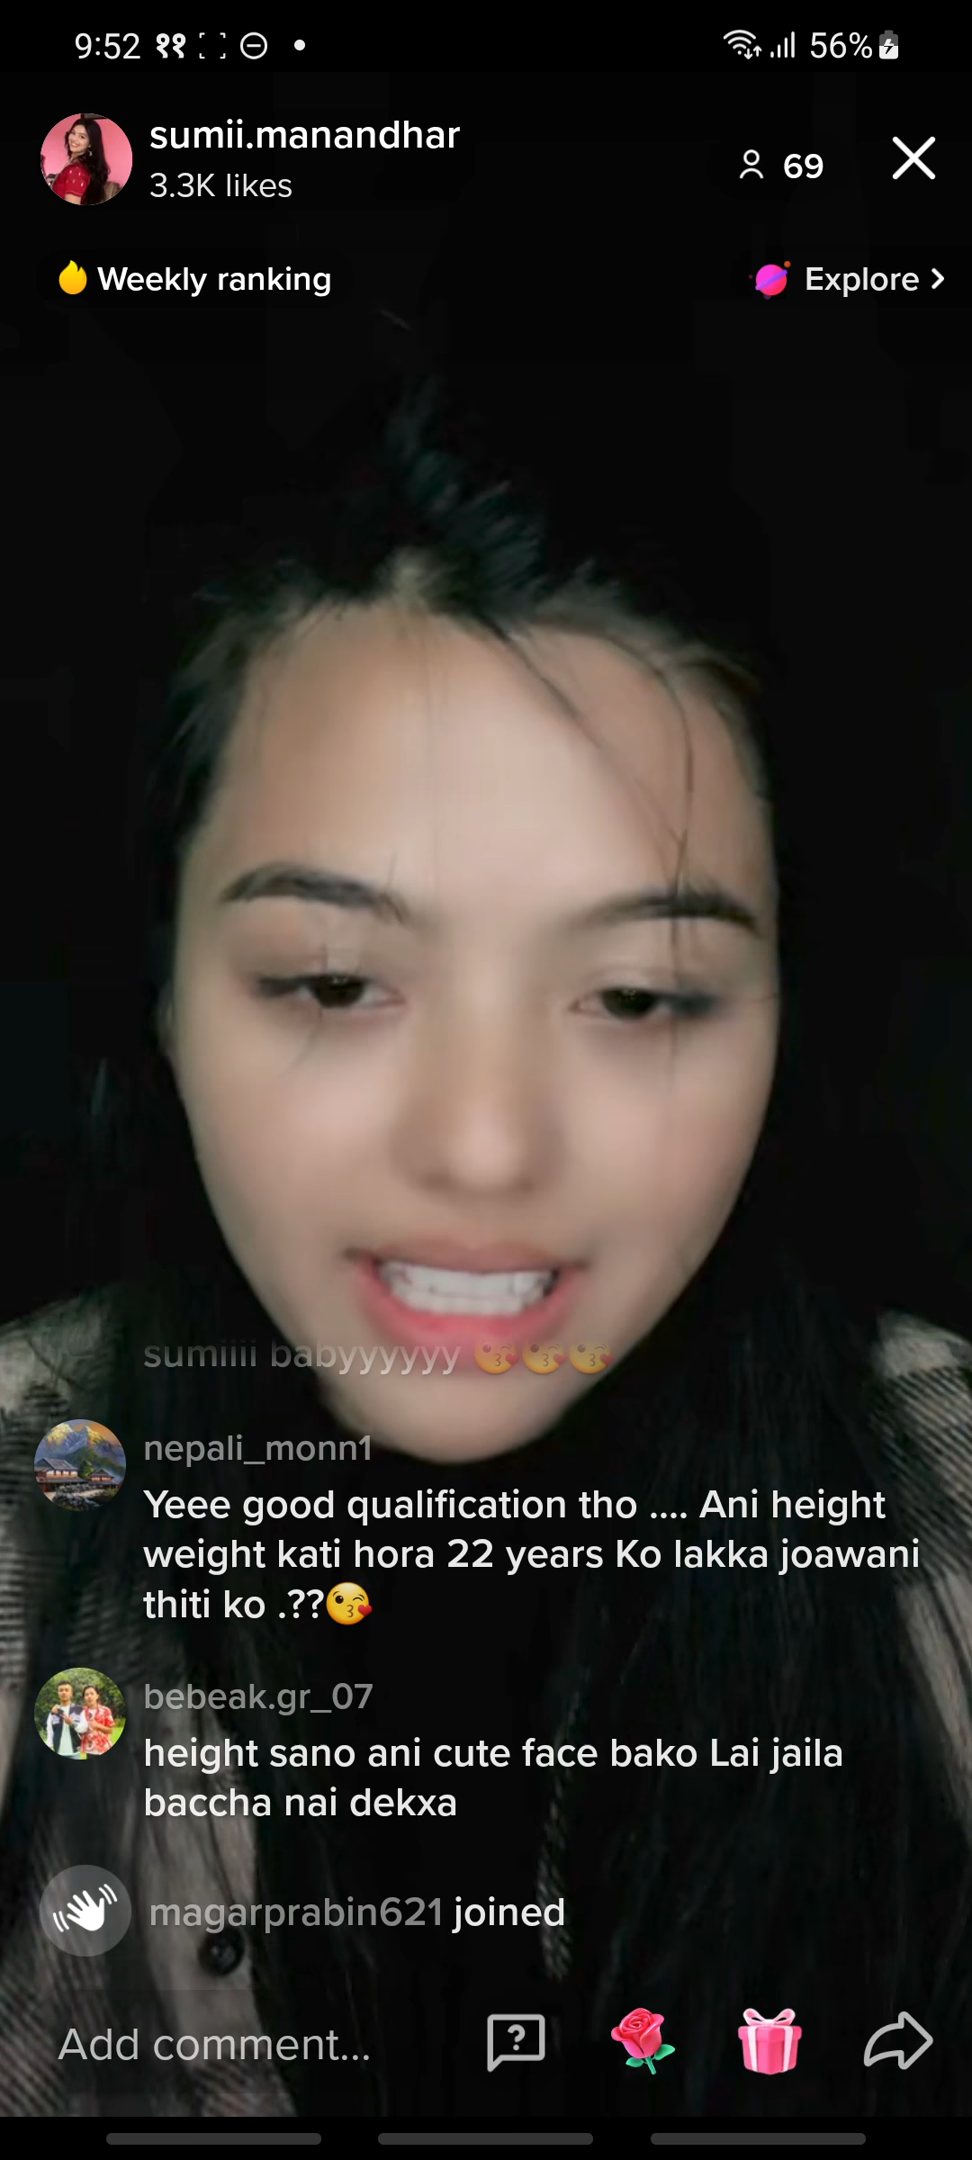 9:52 ११
56%
sumii.manandhar
3.3K likes
69
Weekly ranking
Explore >
sumiiii babyyyyyy 😘😘😘
nepali_monn1
Yeee good qualification tho .... Ani height
weight kati hora 22 years Ko lakka joawani
thiti ko .??😘
bebeak.gr_07
height sano ani cute face bako Lai jaila
baccha nai dekxa
magarprabin621 joined
Add comment...